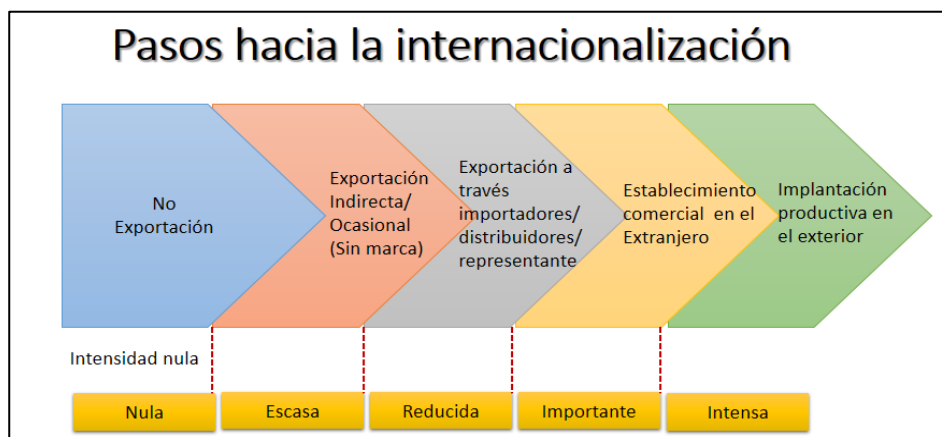 Pasos hacia la internacionalización
No
Exportación
Exportación
Indirecta/
Ocasional
(Sin marca)
Exportación a
través
importadores/
distribuidores/
representante
Establecimiento
comercial en el
Extranjero
Implantación
productiva en
el exterior
Intensidad nula
Nula
Escasa
Reducida
Importante
Intensa